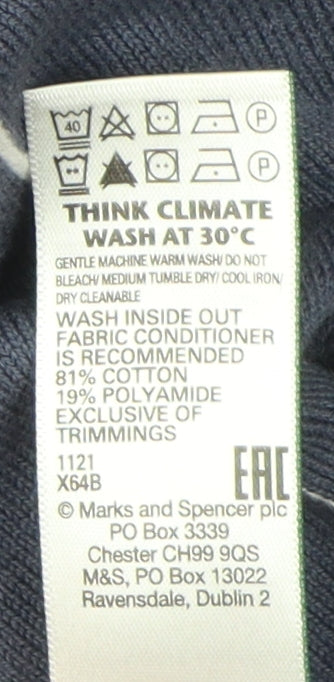 40 P
P
THINK CLIMATE
WASH AT 30°C
GENTLE MACHINE WARM WASH/ DO NOT
BLEACH/ MEDIUM TUMBLE DRY/ COOL IRON/
DRY CLEANABLE
WASH INSIDE OUT
FABRIC CONDITIONER
IS RECOMMENDED
81% COTTON
19% POLYAMIDE
EXCLUSIVE OF
TRIMMINGS
1121
X64B
EAC
© Marks and Spencer plc
PO Box 3339
Chester CH99 9QS
M&S, PO Box 13022
Ravensdale, Dublin 2